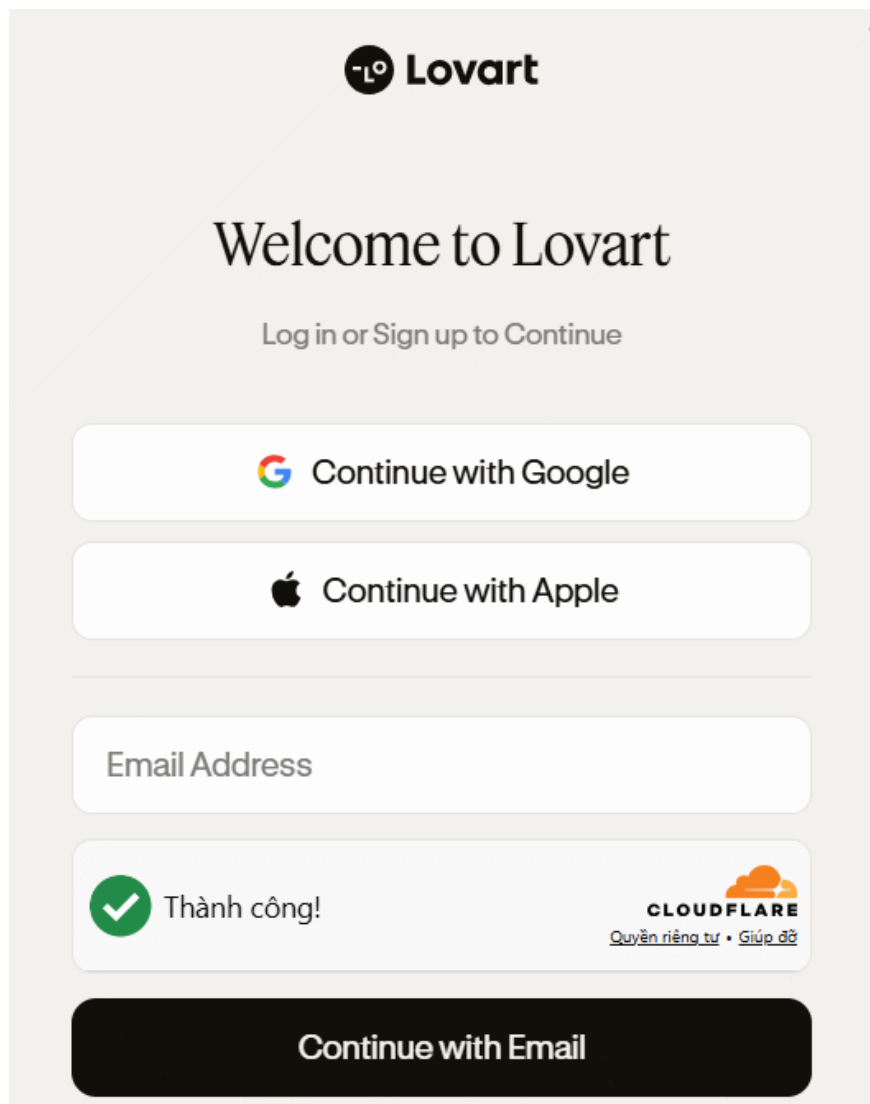 Lovart
Welcome to Lovart
Log in or Sign up to Continue
Continue with Google
Continue with Apple
Email Address
Thành công!
CLOUDFLARE
Quyền riêng tư • Giúp đỡ
Continue with Email